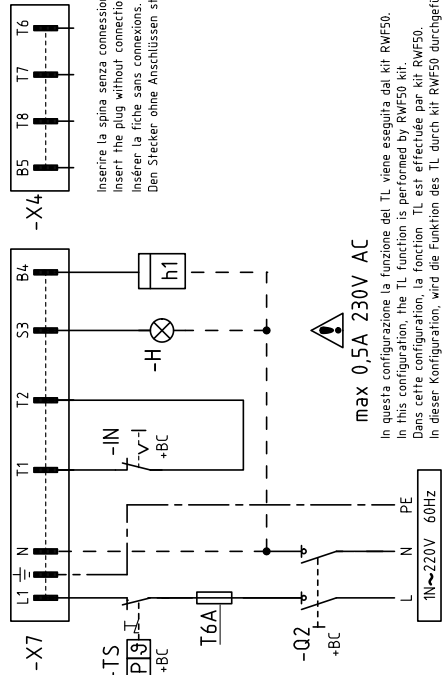 -X4
B5
T8
T7
T6
Inserire la spina senza connession
Insert the plug without connectio
Insérer la fiche sans connexions.
Den Stecker ohne Anschlüssen st
-X7
L1
N
T1
T2
S3
B4
h1
-H
-IN
+BC
-TS
P ϑ
+BC
T6A
-Q2
+BC
L
N
PE
1N~220V 60Hz
max 0,5A 230V AC
In questa configurazione la funzione del TL viene eseguita dal kit RWF50.
In this configuration, the TL function is performed by RWF50 kit.
Dans cette configuration, la fonction TL est effectuée par kit RWF50.
In dieser Konfiguration, wird die Funktion des TL durch kit RWF50 durchgefü